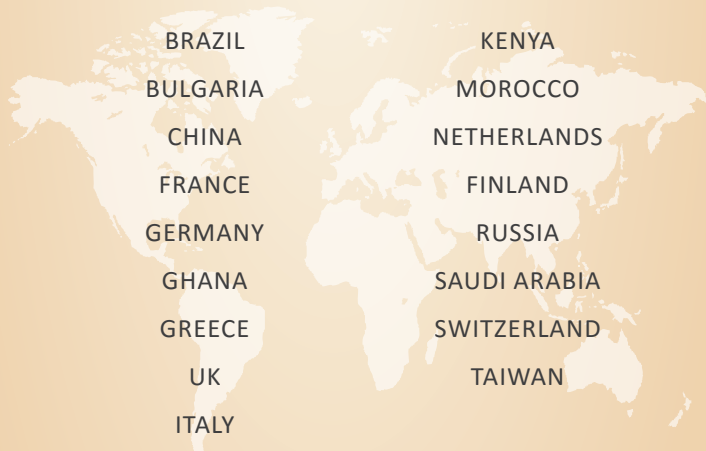 BRAZIL
BULGARIA
CHINA
FRANCE
GERMANY
GHANA
GREECE
UK
ITALY
KENYA
MOROCCO
NETHERLANDS
FINLAND
RUSSIA
SAUDI ARABIA
SWITZERLAND
TAIWAN